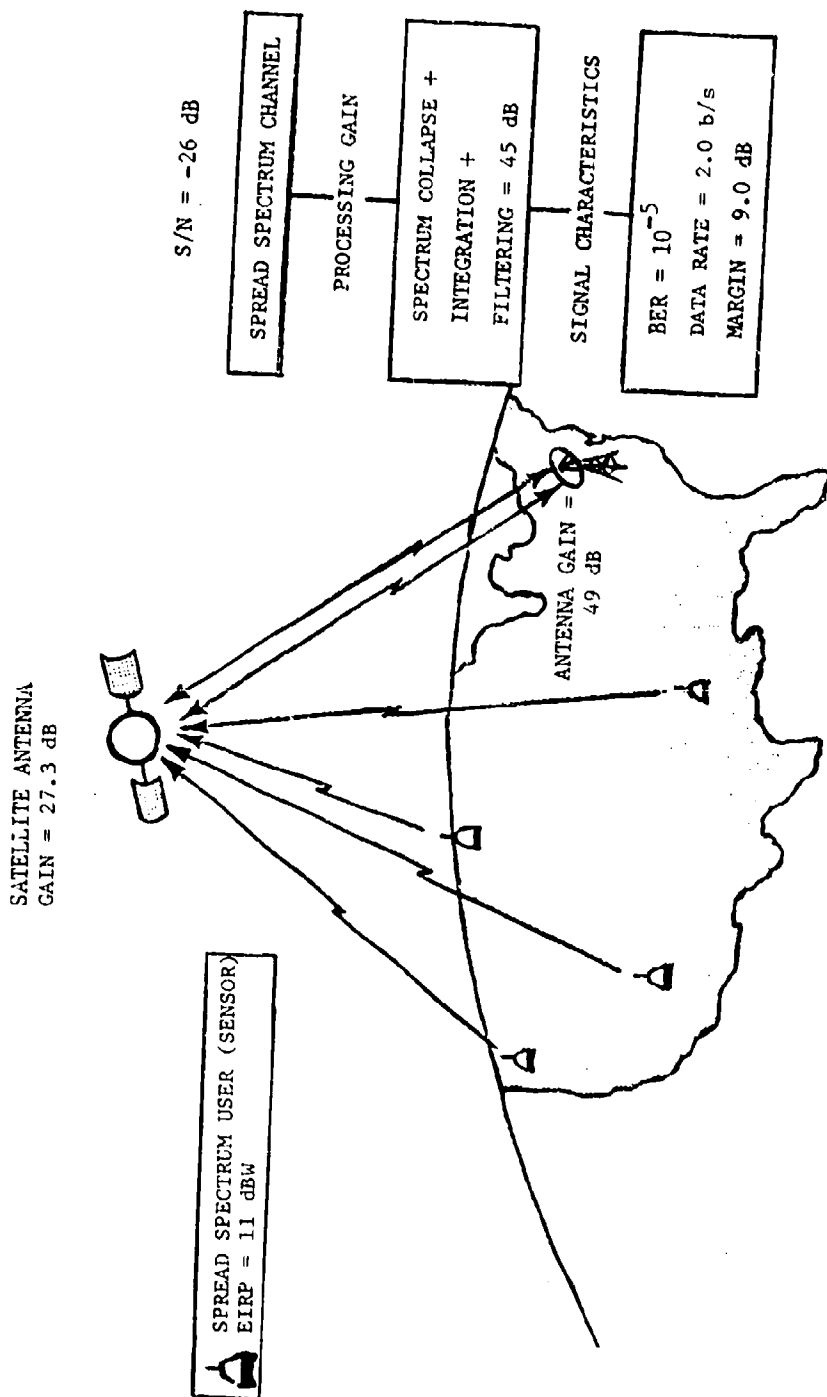 SATELLITE ANTENNA
GAIN = 27.3 dB
SPREAD SPECTRUM USER (SENSOR)
EIRP = 11 dBW
ANTENNA GAIN =
49 dB
S/N = -26 dB
SPREAD SPECTRUM CHANNEL
PROCESSING GAIN
SPECTRUM COLLAPSE +
INTEGRATION +
FILTERING = 45 dB
SIGNAL CHARACTERISTICS
BER = 10⁻⁵
DATA RATE = 2.0 b/s
MARGIN = 9.0 dB